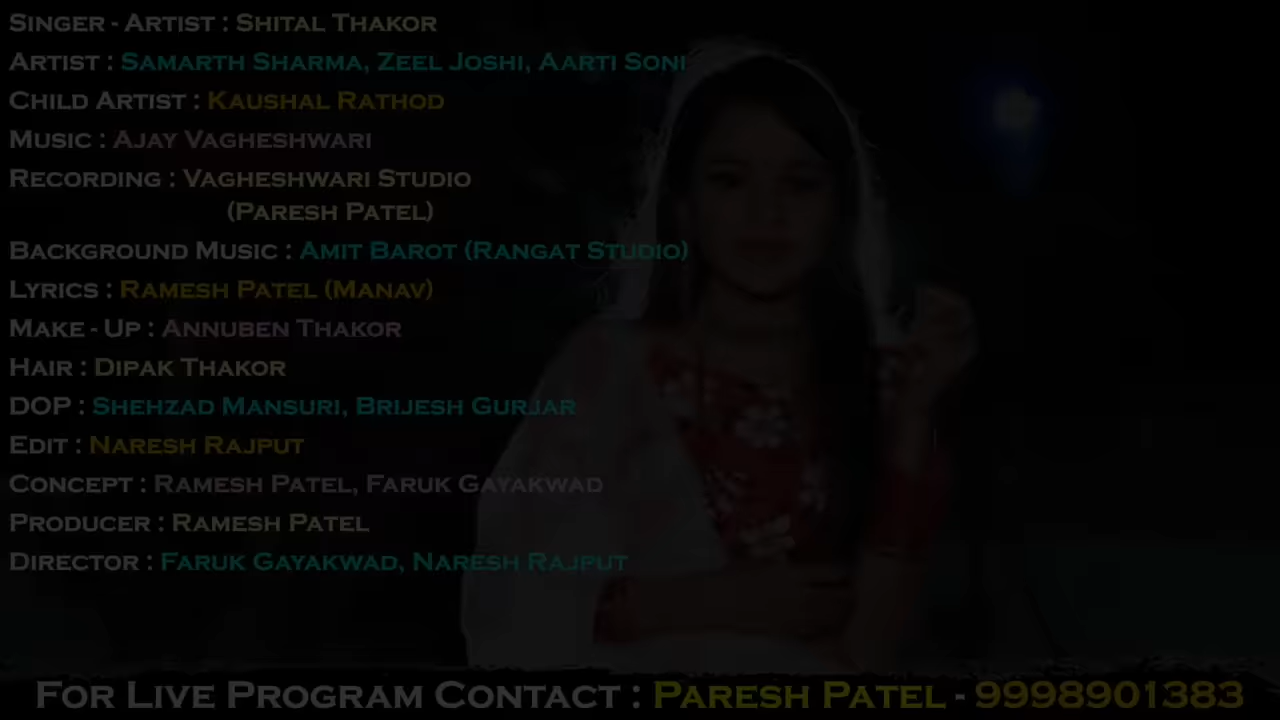 Singer - Artist : Shital Thakor
Artist : Samarth Sharma, Zeel Joshi, Aarti Soni
Child Artist : Kaushal Rathod
Music : Ajay Vagheshwari
Recording : Vagheshwari Studio
(Paresh Patel)
Background Music : Amit Barot (Rangat Studio)
Lyrics : Ramesh Patel (Manav)
Make - Up : Annuben Thakor
Hair : Dipak Thakor
DOP : Shehzad Mansuri, Brijesh Gurjar
Edit : Naresh Rajput
Concept : Ramesh Patel, Faruk Gayakwad
Producer : Ramesh Patel
Director : Faruk Gayakwad, Naresh Rajput
For Live Program Contact : Paresh Patel - 9998901383